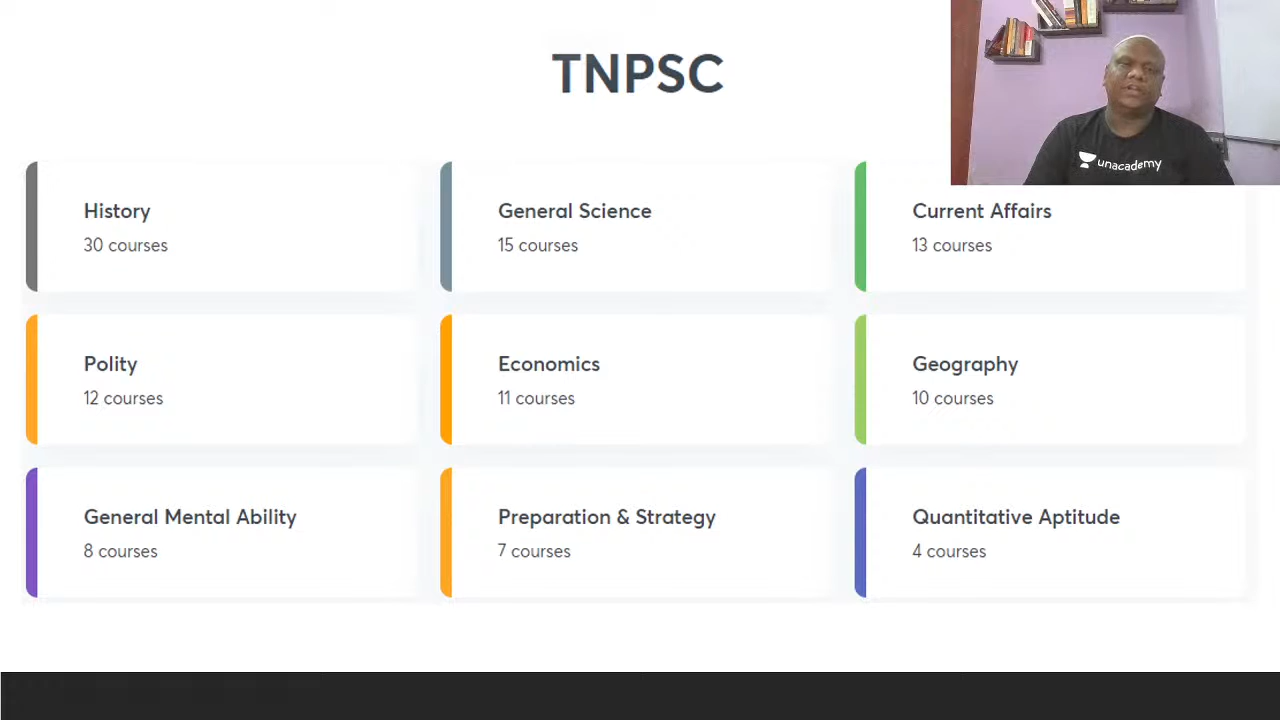 TNPSC
unacademy
History
30 courses
General Science
15 courses
Current Affairs
13 courses
Polity
12 courses
Economics
11 courses
Geography
10 courses
General Mental Ability
8 courses
Preparation & Strategy
7 courses
Quantitative Aptitude
4 courses